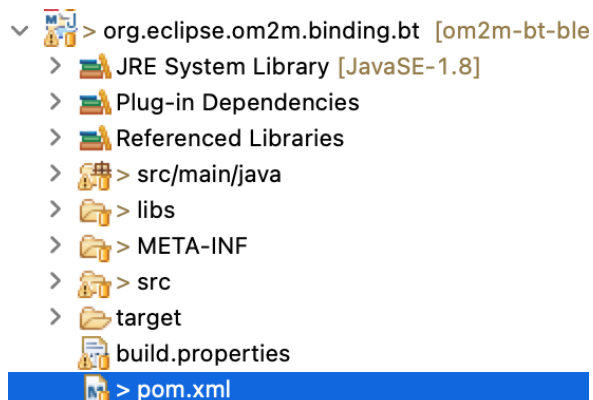 > org.eclipse.om2m.binding.bt [om2m-bt-ble
JRE System Library [JavaSE-1.8]
Plug-in Dependencies
Referenced Libraries
> src/main/java
> libs
> META-INF
> src
target
build.properties
> pom.xml